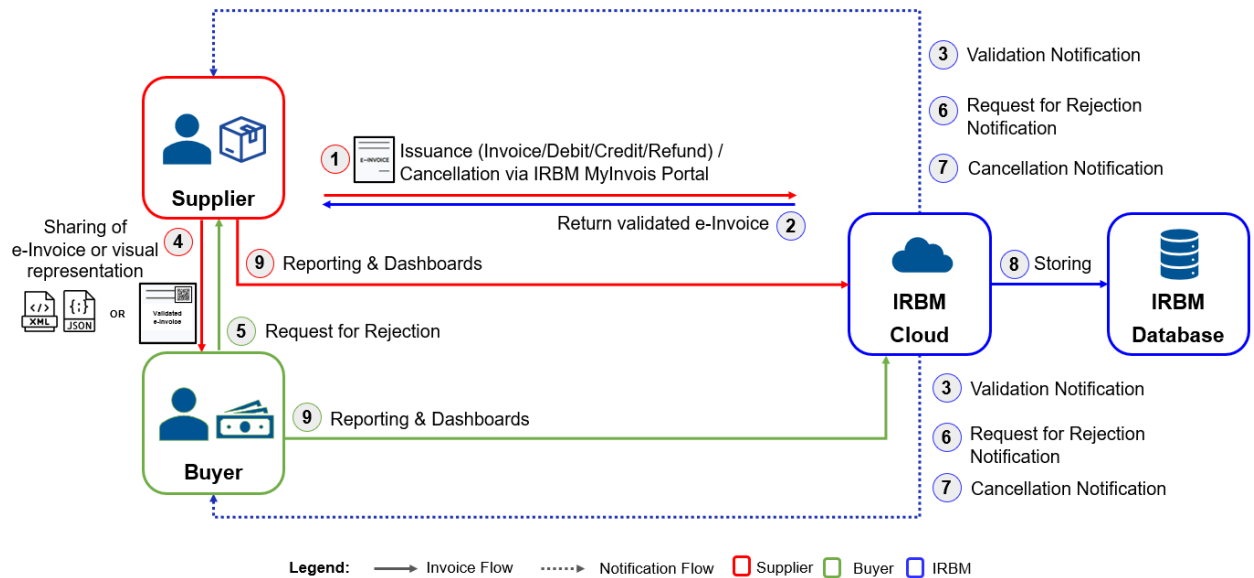 3 Validation Notification
6 Request for Rejection
Notification
7 Cancellation Notification
1 E-INVOICE Issuance (Invoice/Debit/Credit/Refund) /
Cancellation via IRBM MyInvois Portal
Return validated e-Invoice 2
Supplier
Sharing of
e-Invoice or visual
representation
4
</>
XML
{;}
JSON
OR
Validated
e-invoice
9 Reporting & Dashboards
5 Request for Rejection
IRBM
Cloud
8 Storing
IRBM
Database
Buyer
9 Reporting & Dashboards
3 Validation Notification
6 Request for Rejection
Notification
7 Cancellation Notification
Legend: Invoice Flow Notification Flow Supplier Buyer IRBM